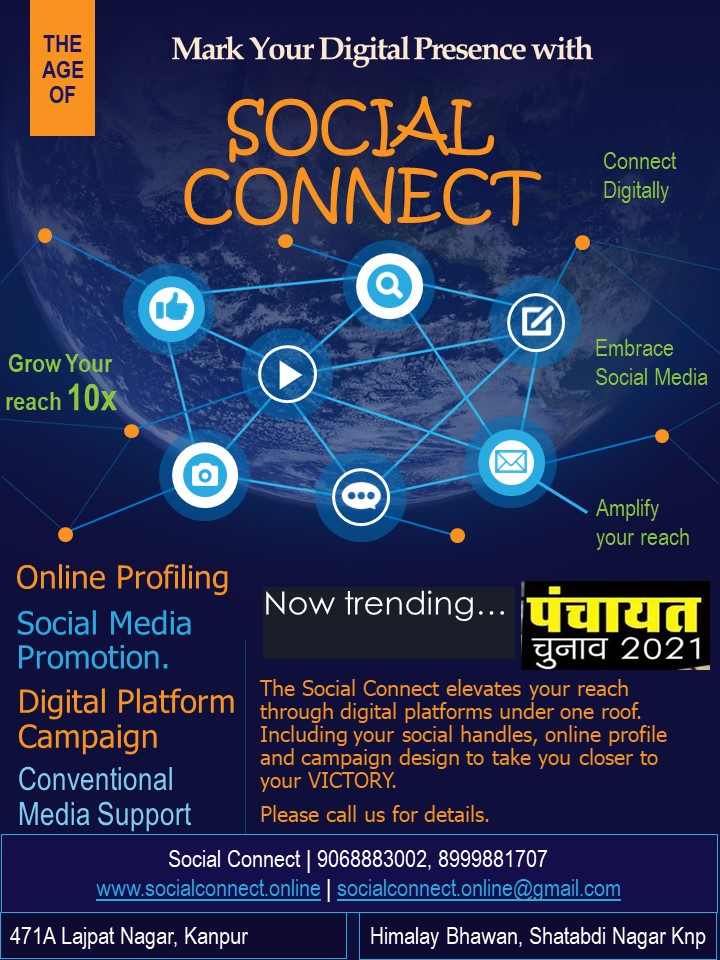 THE
AGE
OF
Mark Your Digital Presence with
SOCIAL
CONNECT
Connect
Digitally
Embrace
Social Media
Grow Your
reach 10x
Amplify
your reach
Online Profiling
Social Media
Promotion.
Digital Platform
Campaign
Conventional
Media Support
Now trending…
पंचायत
चुनाव 2021
The Social Connect elevates your reach
through digital platforms under one roof.
Including your social handles, online profile
and campaign design to take you closer to
your VICTORY.
Please call us for details.
Social Connect | 9068883002, 8999881707
www.socialconnect.online | socialconnect.online@gmail.com
471A Lajpat Nagar, Kanpur
Himalay Bhawan, Shatabdi Nagar Knp